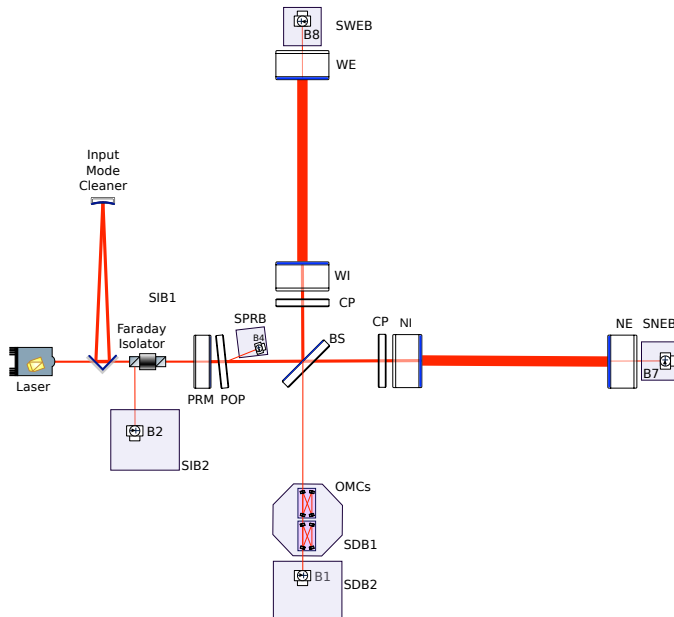 B8
SWEB
WE
Input
Mode
Cleaner
WI
SIB1
CP
SPRB
Faraday
Isolator
B4
BS
CP
NI
NE
SNEB
B7
Laser
PRM
POP
B2
SIB2
OMCs
SDB1
B1
SDB2